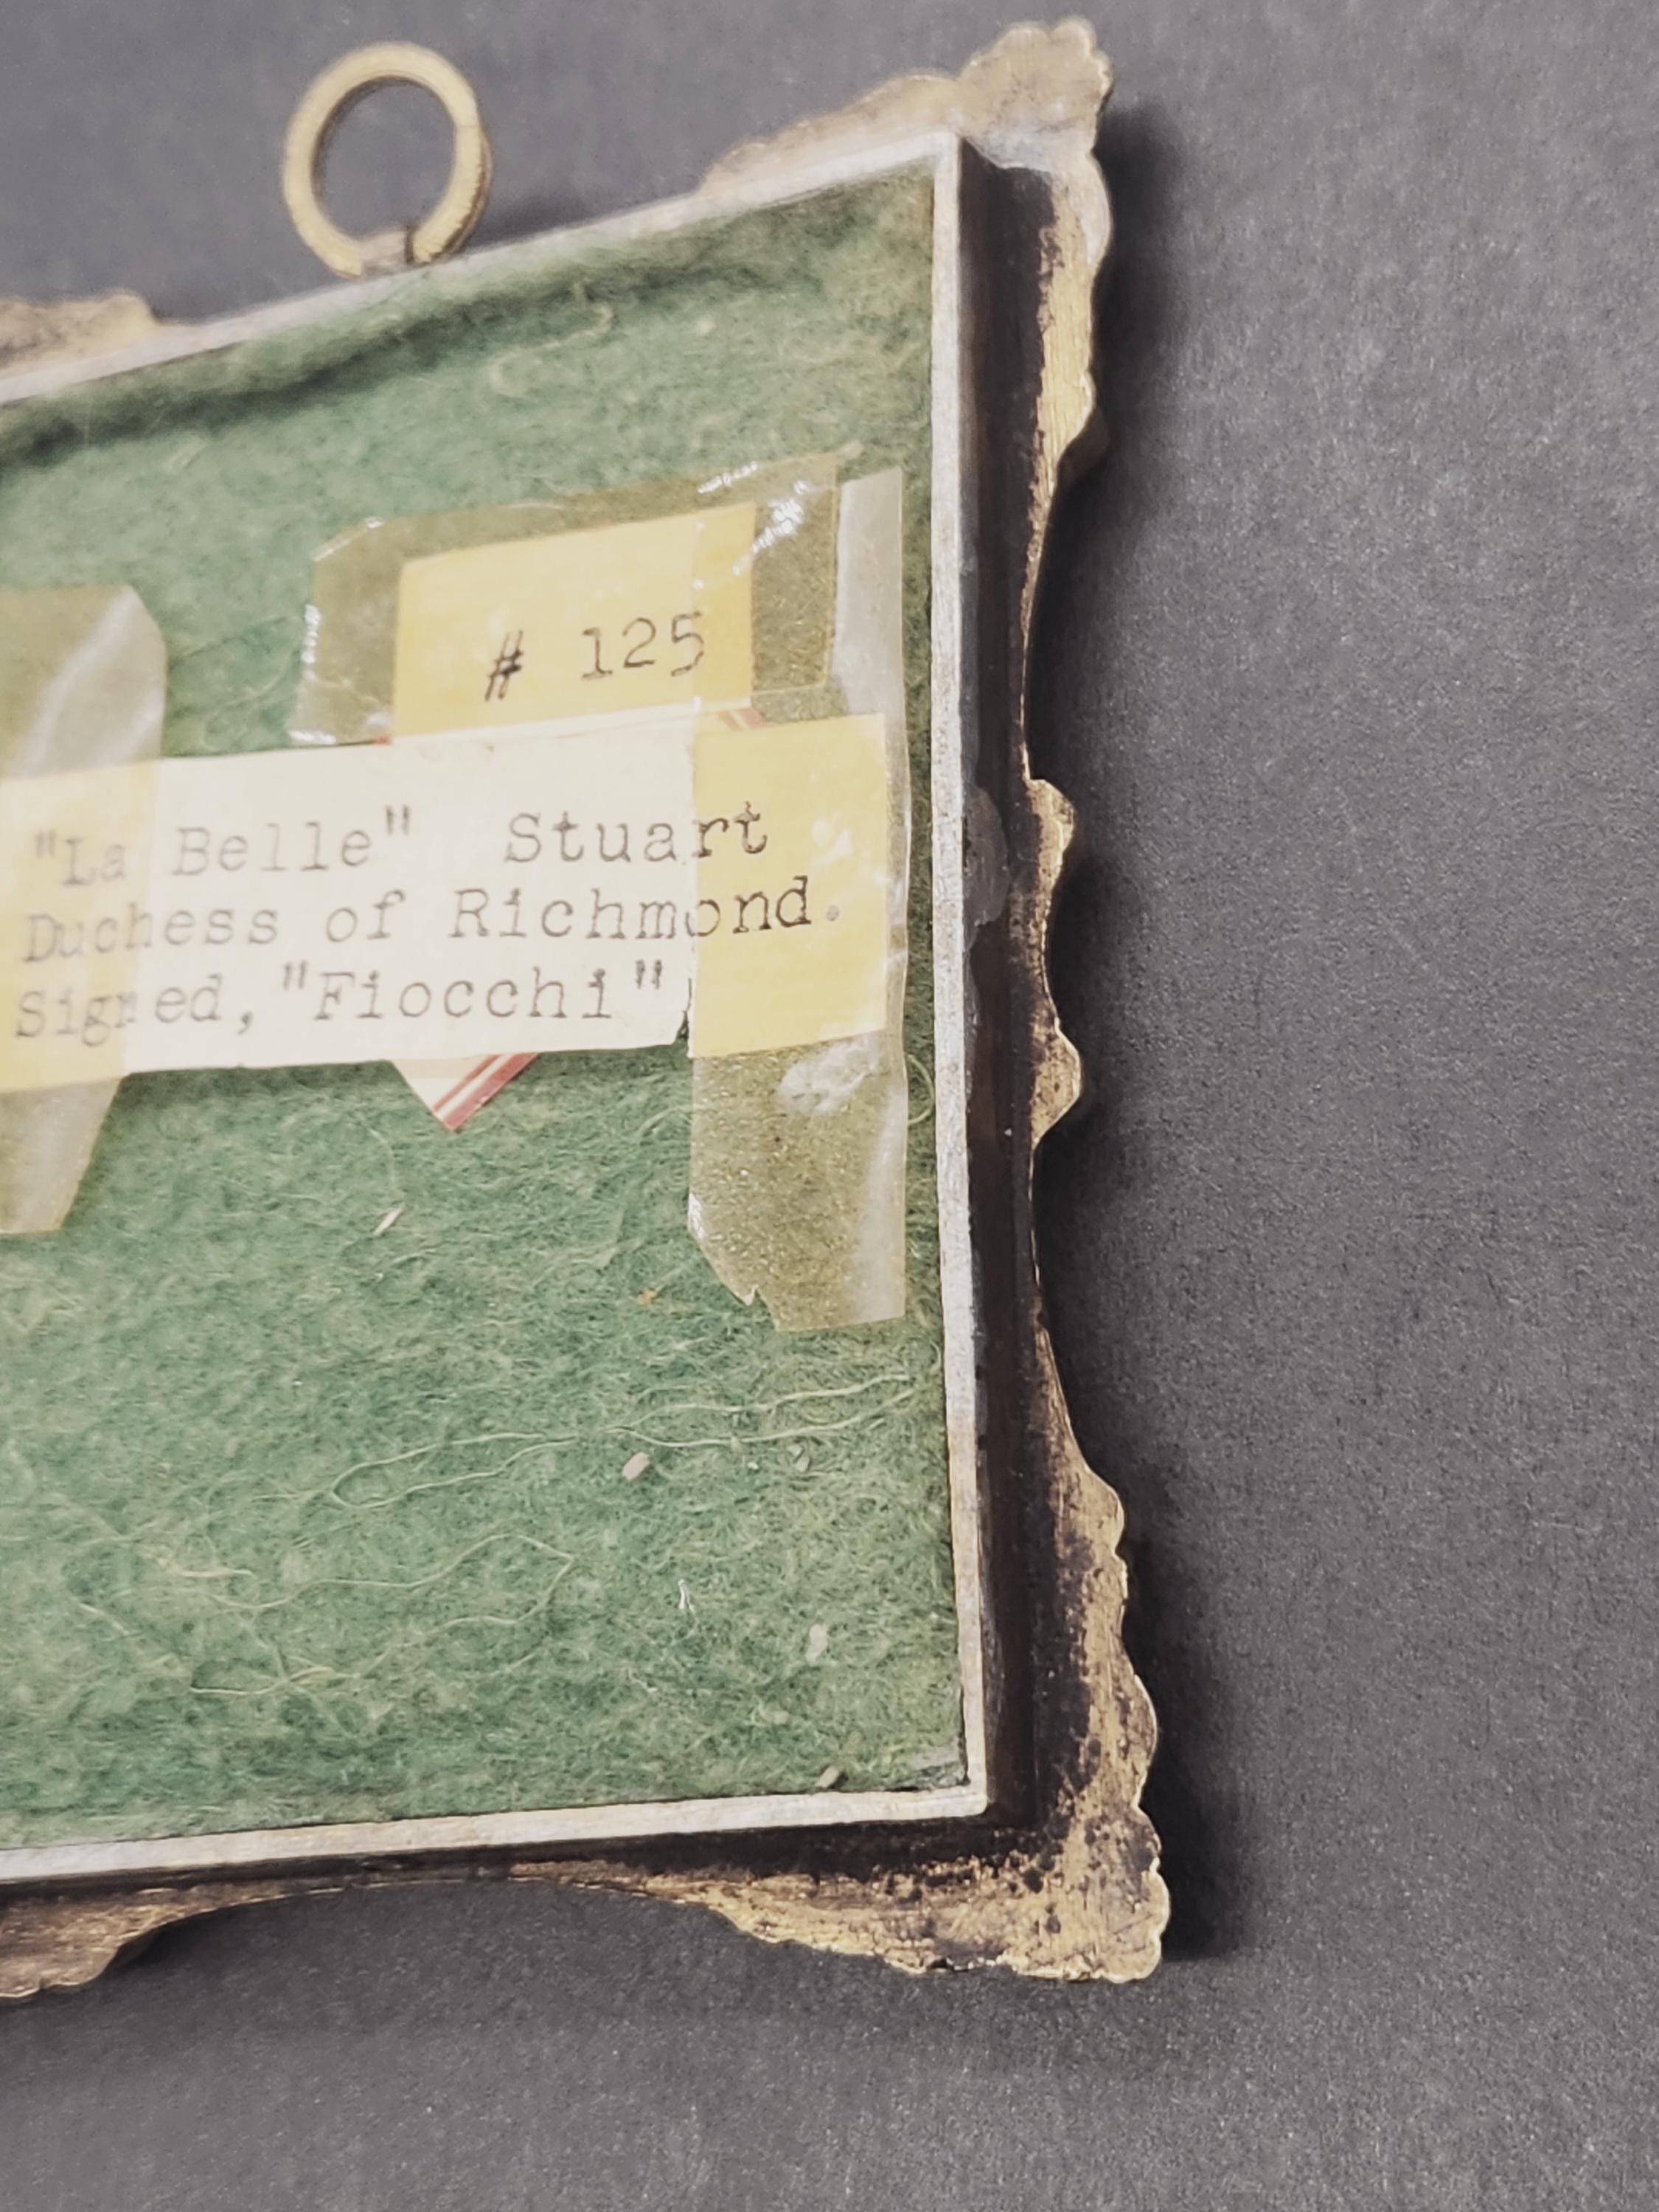 # 125
"La Belle" Stuart
Duchess of Richmond.
Signed, "Fiocchi"